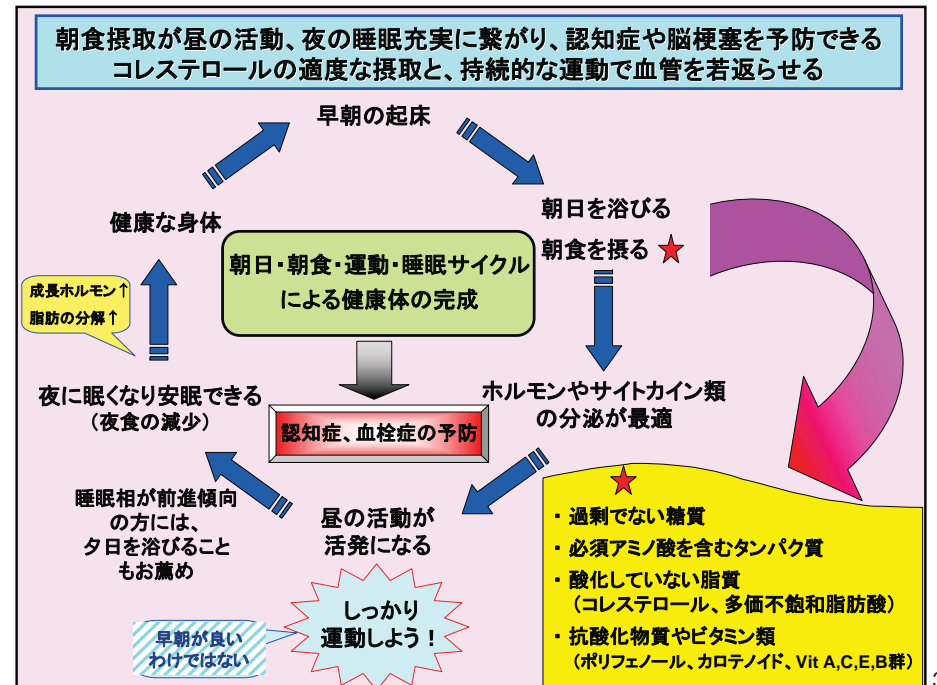 朝食摂取が昼の活動、夜の睡眠充実に繋がり、認知症や脳梗塞を予防できる
コレステロールの適度な摂取と、持続的な運動で血管を若返らせる
早朝の起床
朝日を浴びる
朝食を摂る ★
健康な身体
朝日・朝食・運動・睡眠サイクル
による健康体の完成
成長ホルモン↑
脂肪の分解↑
夜に眠くなり安眠できる
（夜食の減少）
ホルモンやサイトカイン類
の分泌が最適
認知症、血栓症の予防
睡眠相が前進傾向
の方には、
夕日を浴びること
もお薦め
昼の活動が
活発になる
しっかり
運動しよう！
早朝が良い
わけではない
★
・ 過剰でない糖質
・ 必須アミノ酸を含むタンパク質
・ 酸化していない脂質
（コレステロール、多価不飽和脂肪酸）
・ 抗酸化物質やビタミン類
（ポリフェノール、カロテノイド、Vit A,C,E,B群）